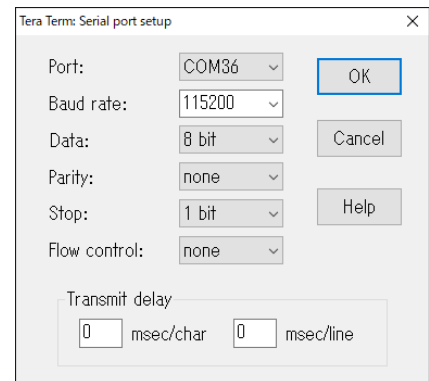 Tera Term: Serial port setup
Port: COM36 OK
Baud rate: 115200
Data: 8 bit Cancel
Parity: none
Stop: 1 bit Help
Flow control: none
Transmit delay
0 msec/char 0 msec/line